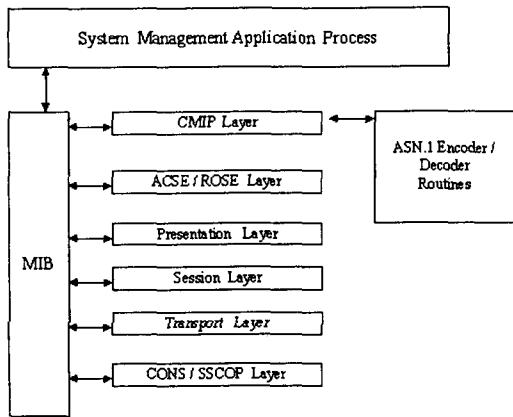 System Management Application Process
CMIP Layer
ASN.1 Encoder /
Decoder
Routines
ACSE / ROSE Layer
Presentation Layer
MIB
Session Layer
Transport Layer
CONS / SSCOP Layer